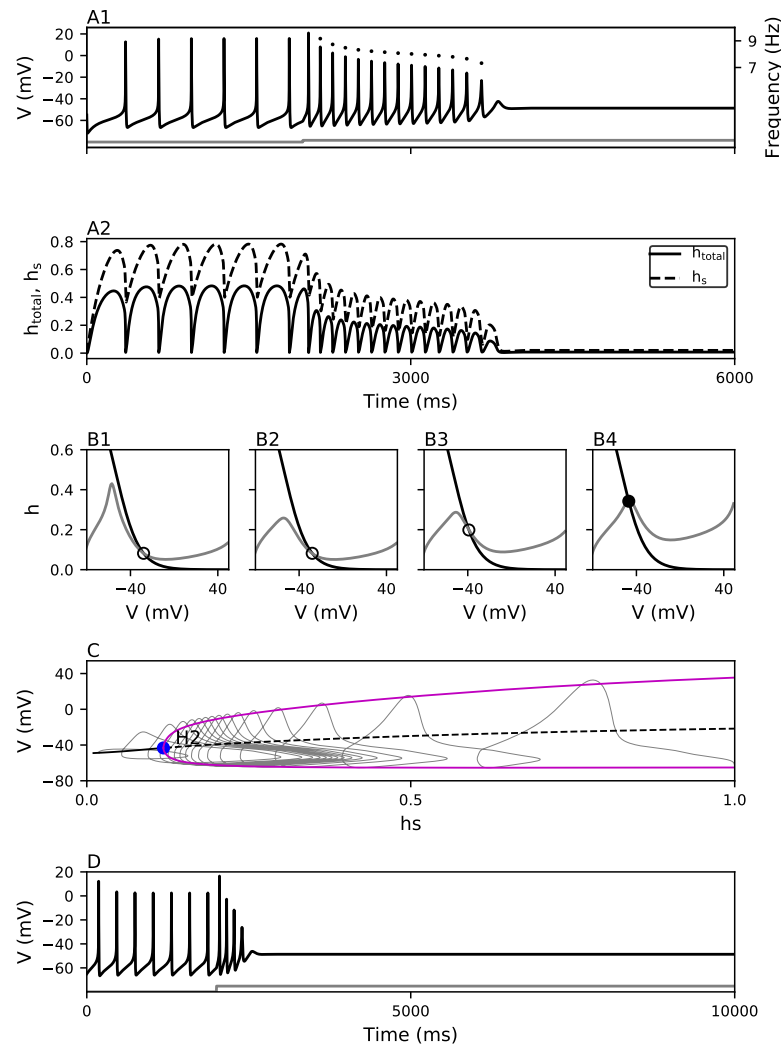 A1
20
0
−20
−40
−60
V (mV)
9
7
Frequency (Hz)
A2
0.8
0.6
0.4
0.2
0.0
h_total, h_s
h_total
h_s
0
3000
6000
Time (ms)
B1
B2
B3
B4
0.6
0.4
0.2
0.0
h
−40 40
−40 40
−40 40
−40 40
V (mV)
V (mV)
V (mV)
V (mV)
C
40
0
−40
−80
V (mV)
H2
0.0
0.5
1.0
hs
D
20
0
−20
−40
−60
V (mV)
0
5000
10000
Time (ms)